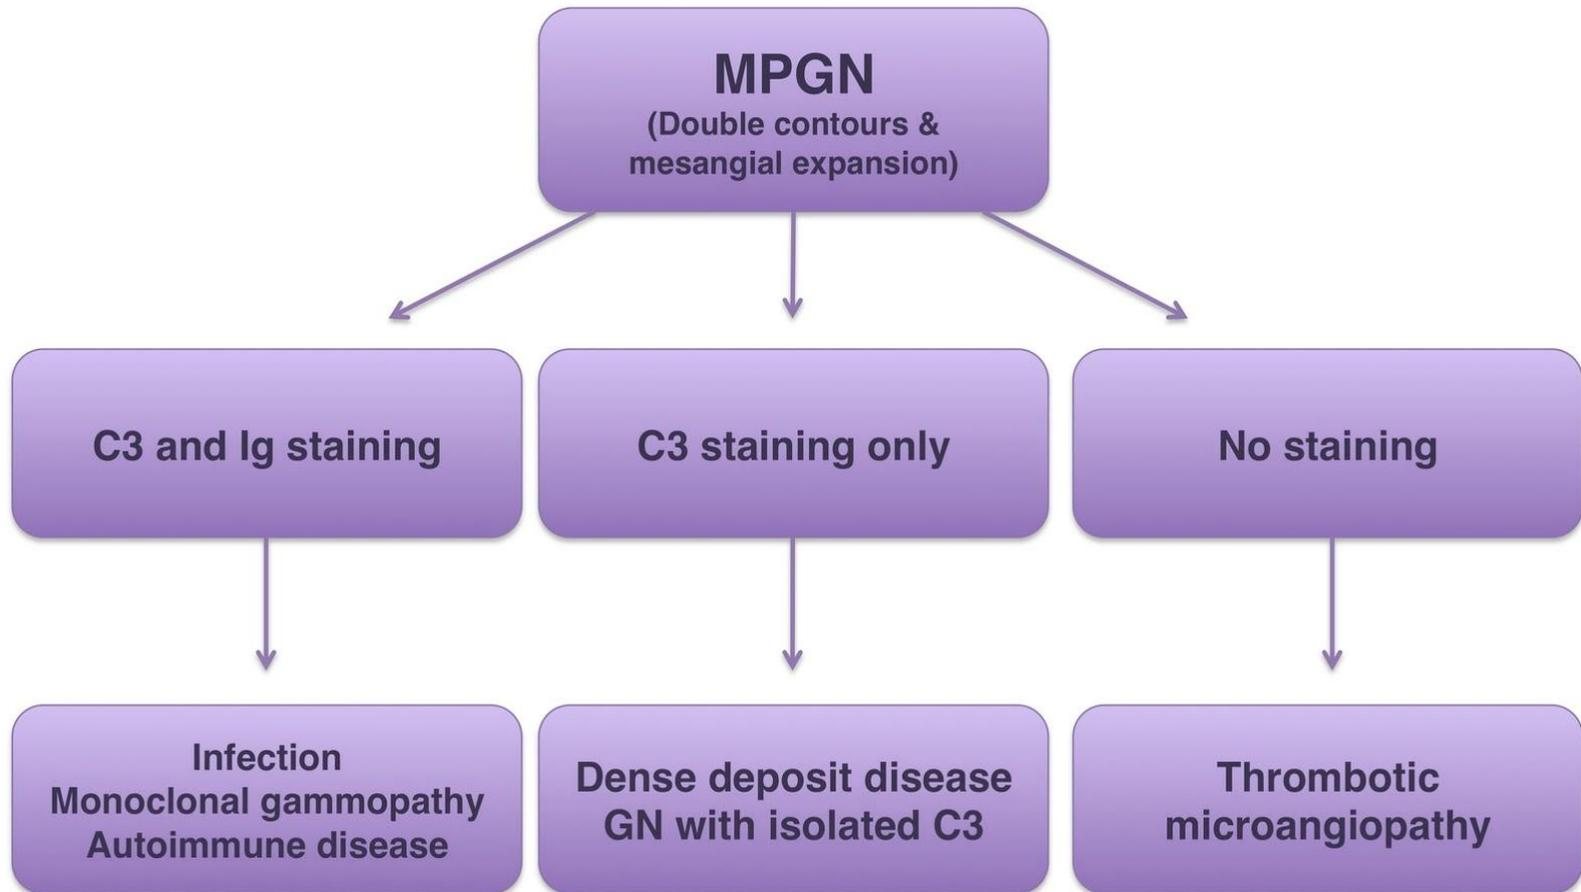 MPGN
(Double contours &
mesangial expansion)
C3 and Ig staining
C3 staining only
No staining
Infection
Monoclonal gammopathy
Autoimmune disease
Dense deposit disease
GN with isolated C3
Thrombotic
microangiopathy